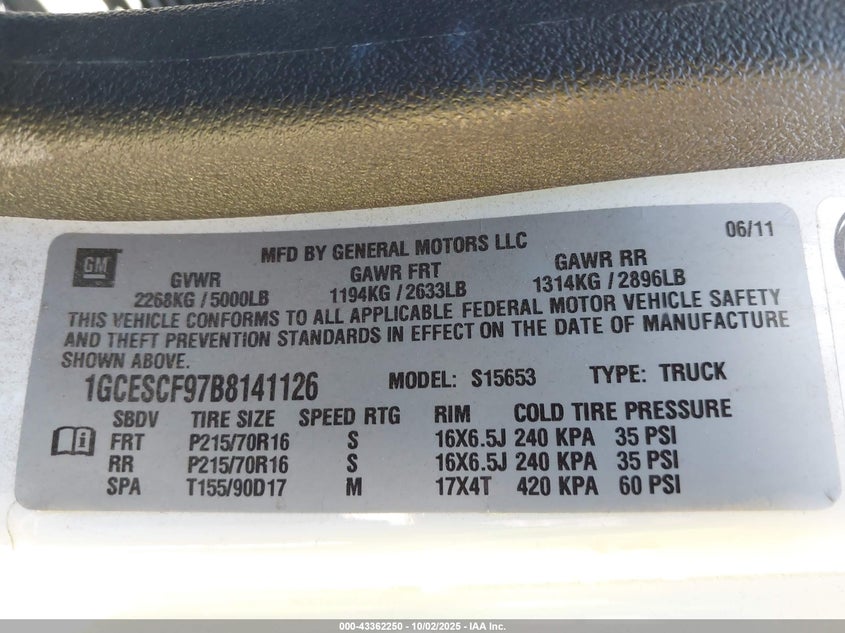 06/11
MFD BY GENERAL MOTORS LLC
GM
GVWR GAWR FRT GAWR RR
2268KG / 5000LB 1194KG / 2633LB 1314KG / 2896LB
THIS VEHICLE CONFORMS TO ALL APPLICABLE FEDERAL MOTOR VEHICLE SAFETY
AND THEFT PREVENTION STANDARDS IN EFFECT ON THE DATE OF MANUFACTURE
SHOWN ABOVE.
1GCESCF97B8141126 MODEL: S15653 TYPE: TRUCK
SBDV TIRE SIZE SPEED RTG RIM COLD TIRE PRESSURE
FRT P215/70R16 S 16X6.5J 240 KPA 35 PSI
RR P215/70R16 S 16X6.5J 240 KPA 35 PSI
SPA T155/90D17 M 17X4T 420 KPA 60 PSI
000-43362250 - 10/02/2025 - IAA Inc.